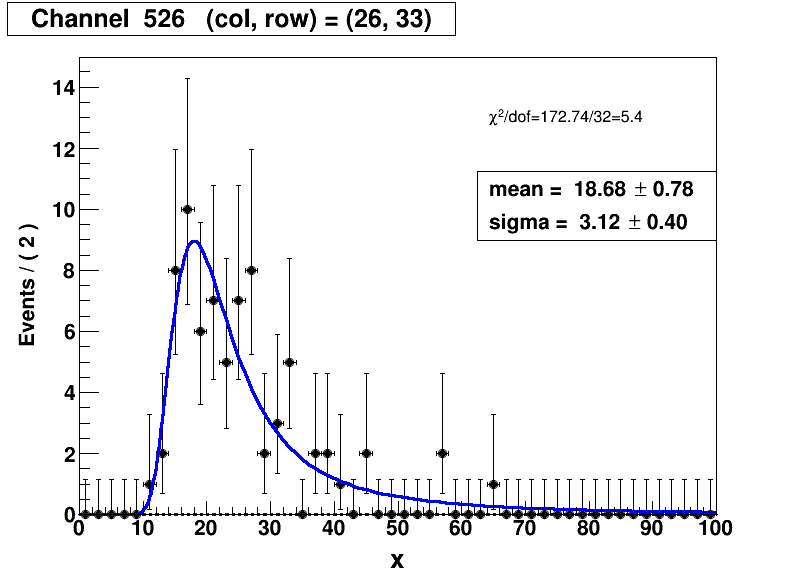 Channel 526 (col, row) = (26, 33)
χ²/dof=172.74/32=5.4
mean = 18.68 ± 0.78
sigma = 3.12 ± 0.40
Events / ( 2 )
14
12
10
8
6
4
2
0
0 10 20 30 40 50 60 70 80 90 100
x